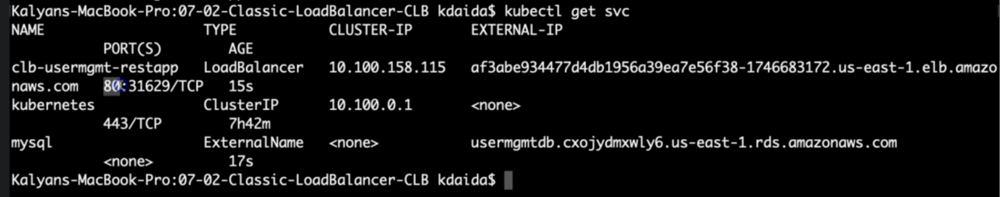 Kalyans-MacBook-Pro:07-02-Classic-LoadBalancer-CLB kdaida$ kubectl get svc
NAME TYPE CLUSTER-IP EXTERNAL-IP
PORT(S) AGE
clb-usermgmt-restapp LoadBalancer 10.100.158.115 af3abe934477d4db1956a39ea7e56f38-1746683172.us-east-1.elb.amazo
naws.com 80:31629/TCP 15s
kubernetes ClusterIP 10.100.0.1 <none>
443/TCP 7h42m
mysql ExternalName <none> usermgmtdb.cxojydmxwly6.us-east-1.rds.amazonaws.com
<none> 17s
Kalyans-MacBook-Pro:07-02-Classic-LoadBalancer-CLB kdaida$